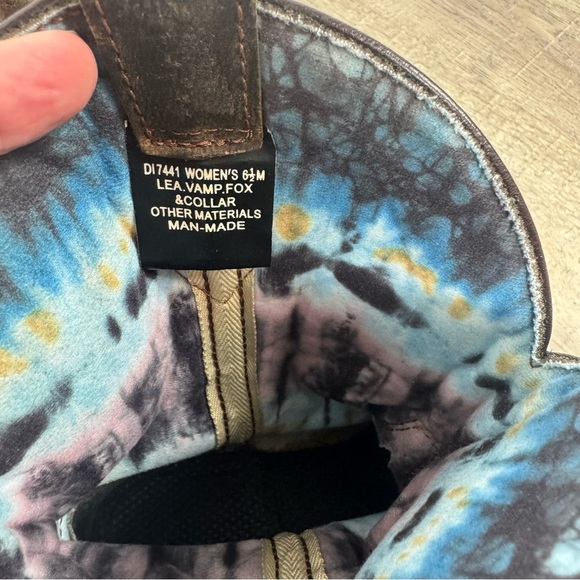 DI7441 WOMEN'S 6½M
LEA.VAMP.FOX
&COLLAR
OTHER MATERIALS
MAN-MADE